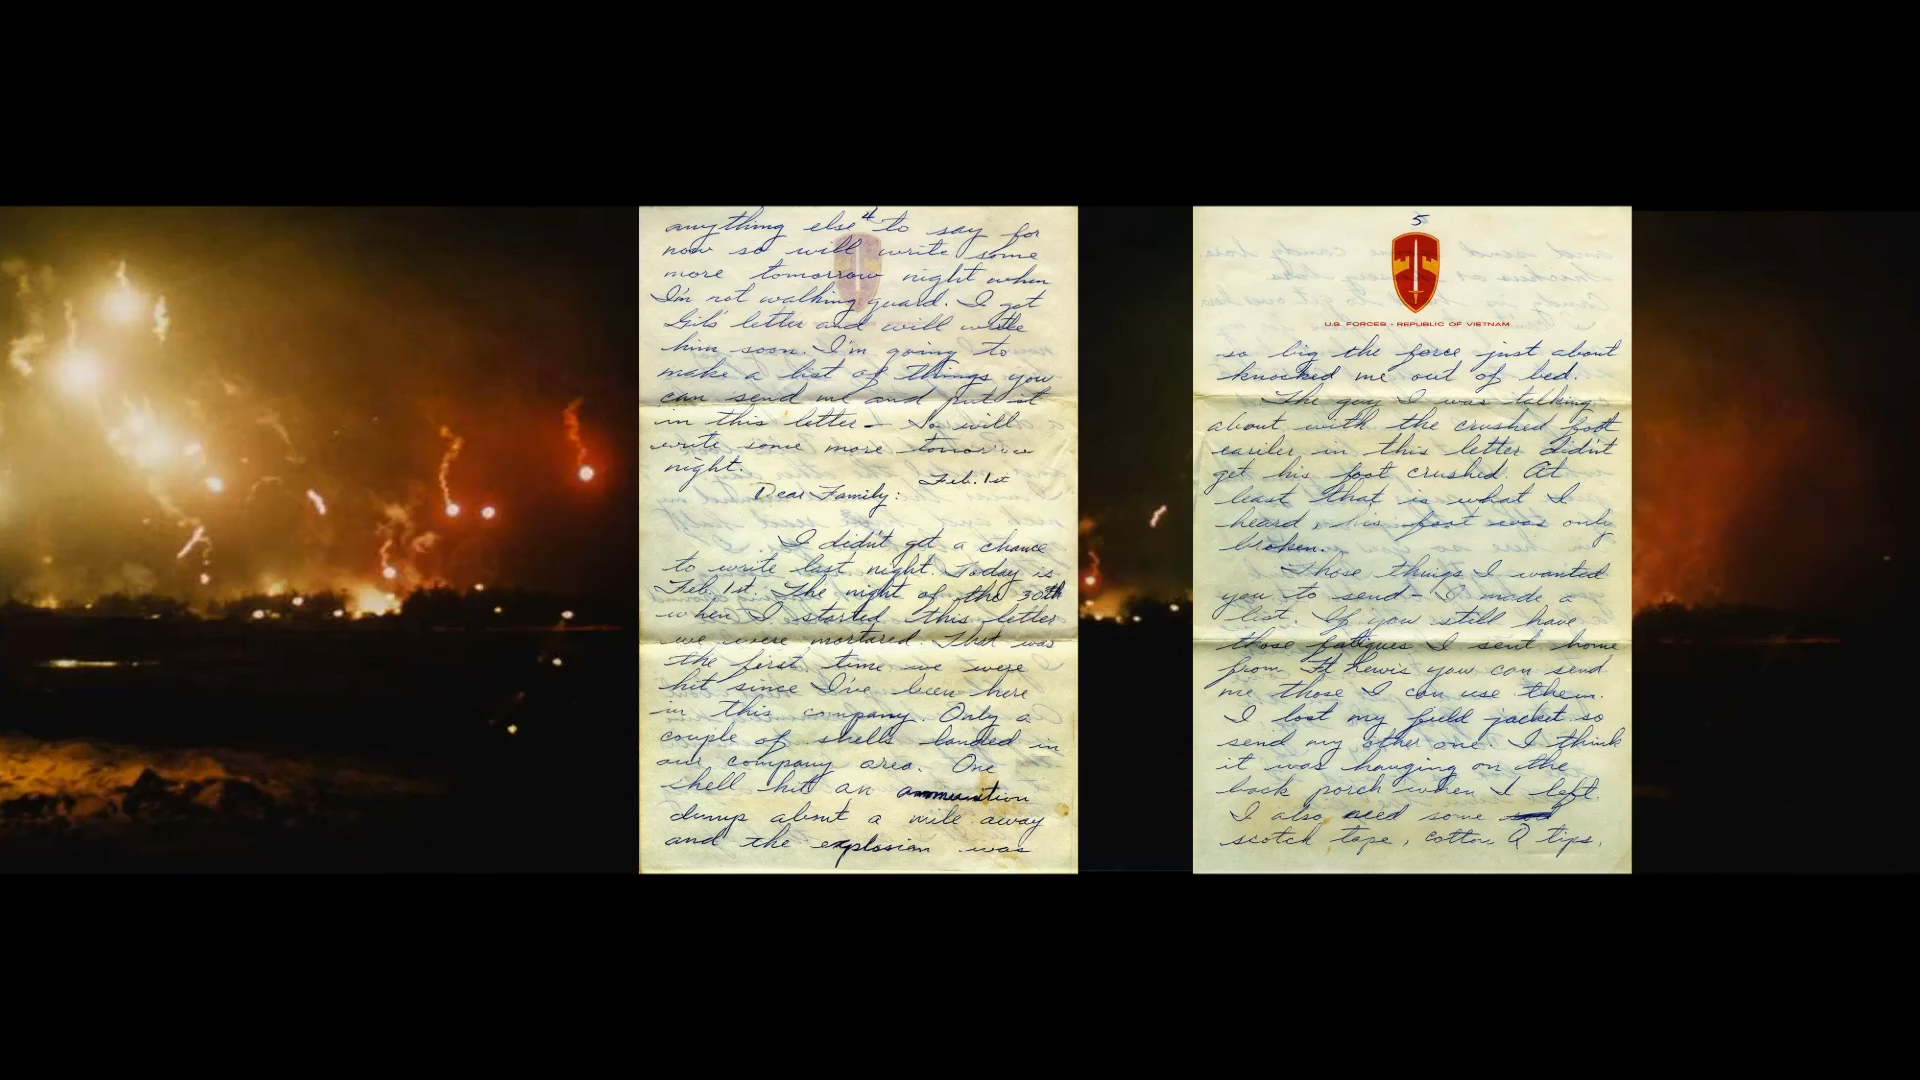 4
anything else to say for
now so will write some
more tomorrow night when
I'm not walking guard. I got
Gil's letter and will write
him soon. I'm going to
make a list of things you
can send me and put it
in this letter - So will
write some more tomorrow
night.
Feb. 1st
Dear Family:
I didn't get a chance
to write last night. Today is
Feb. 1st. The night of the 30th
when I started this letter
we were mortared. That was
the first time we were
hit since I've been here
in this company. Only a
couple of shells landed in
our company area. One
shell hit an ammunition
dump about a mile away
and the explosion was
5
U.S. FORCES - REPUBLIC OF VIETNAM
so big the force just about
knocked me out of bed.
The guy I was talking
about with the crushed foot
earlier in this letter didn't
get his foot crushed. At
least that is what I
heard, his foot was only
broken.
Those things I wanted
you to send - I made a
list. If you still have
those fatigues I sent home
from Ft Lewis you can send
me those I can use them.
I lost my field jacket so
send my other one. I think
it was hanging on the
back porch when I left.
I also need some
scotch tape, cotton Q tips,